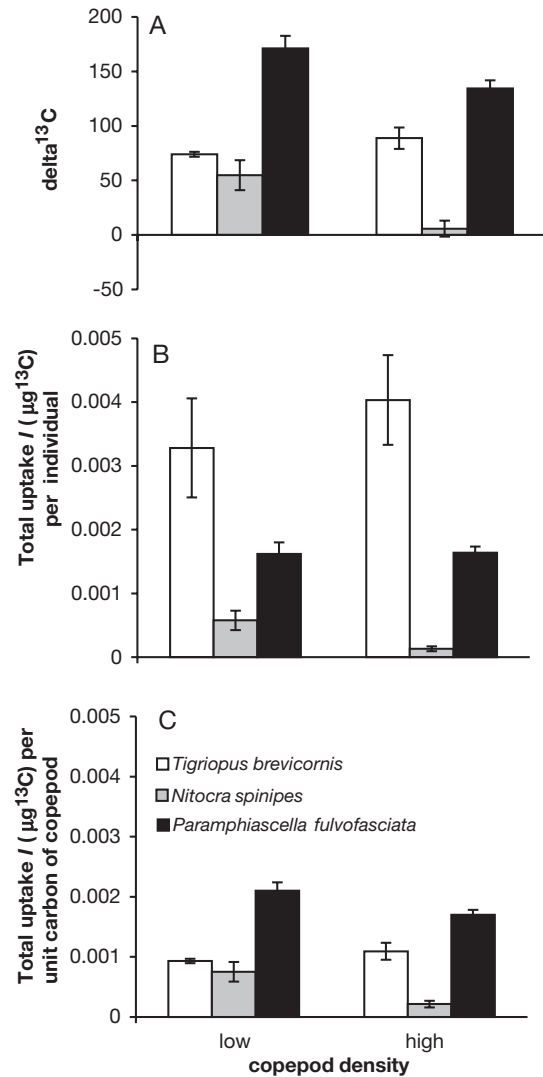 A
200
150
100
50
0
-50
delta13C
B
0.005
0.004
0.003
0.002
0.001
0
Total uptake I (µg13C)
per individual
C
0.005
0.004
0.003
0.002
0.001
0
Total uptake I (µg13C) per
unit carbon of copepod
Tigriopus brevicornis
Nitocra spinipes
Paramphiascella fulvofasciata
low
high
copepod density